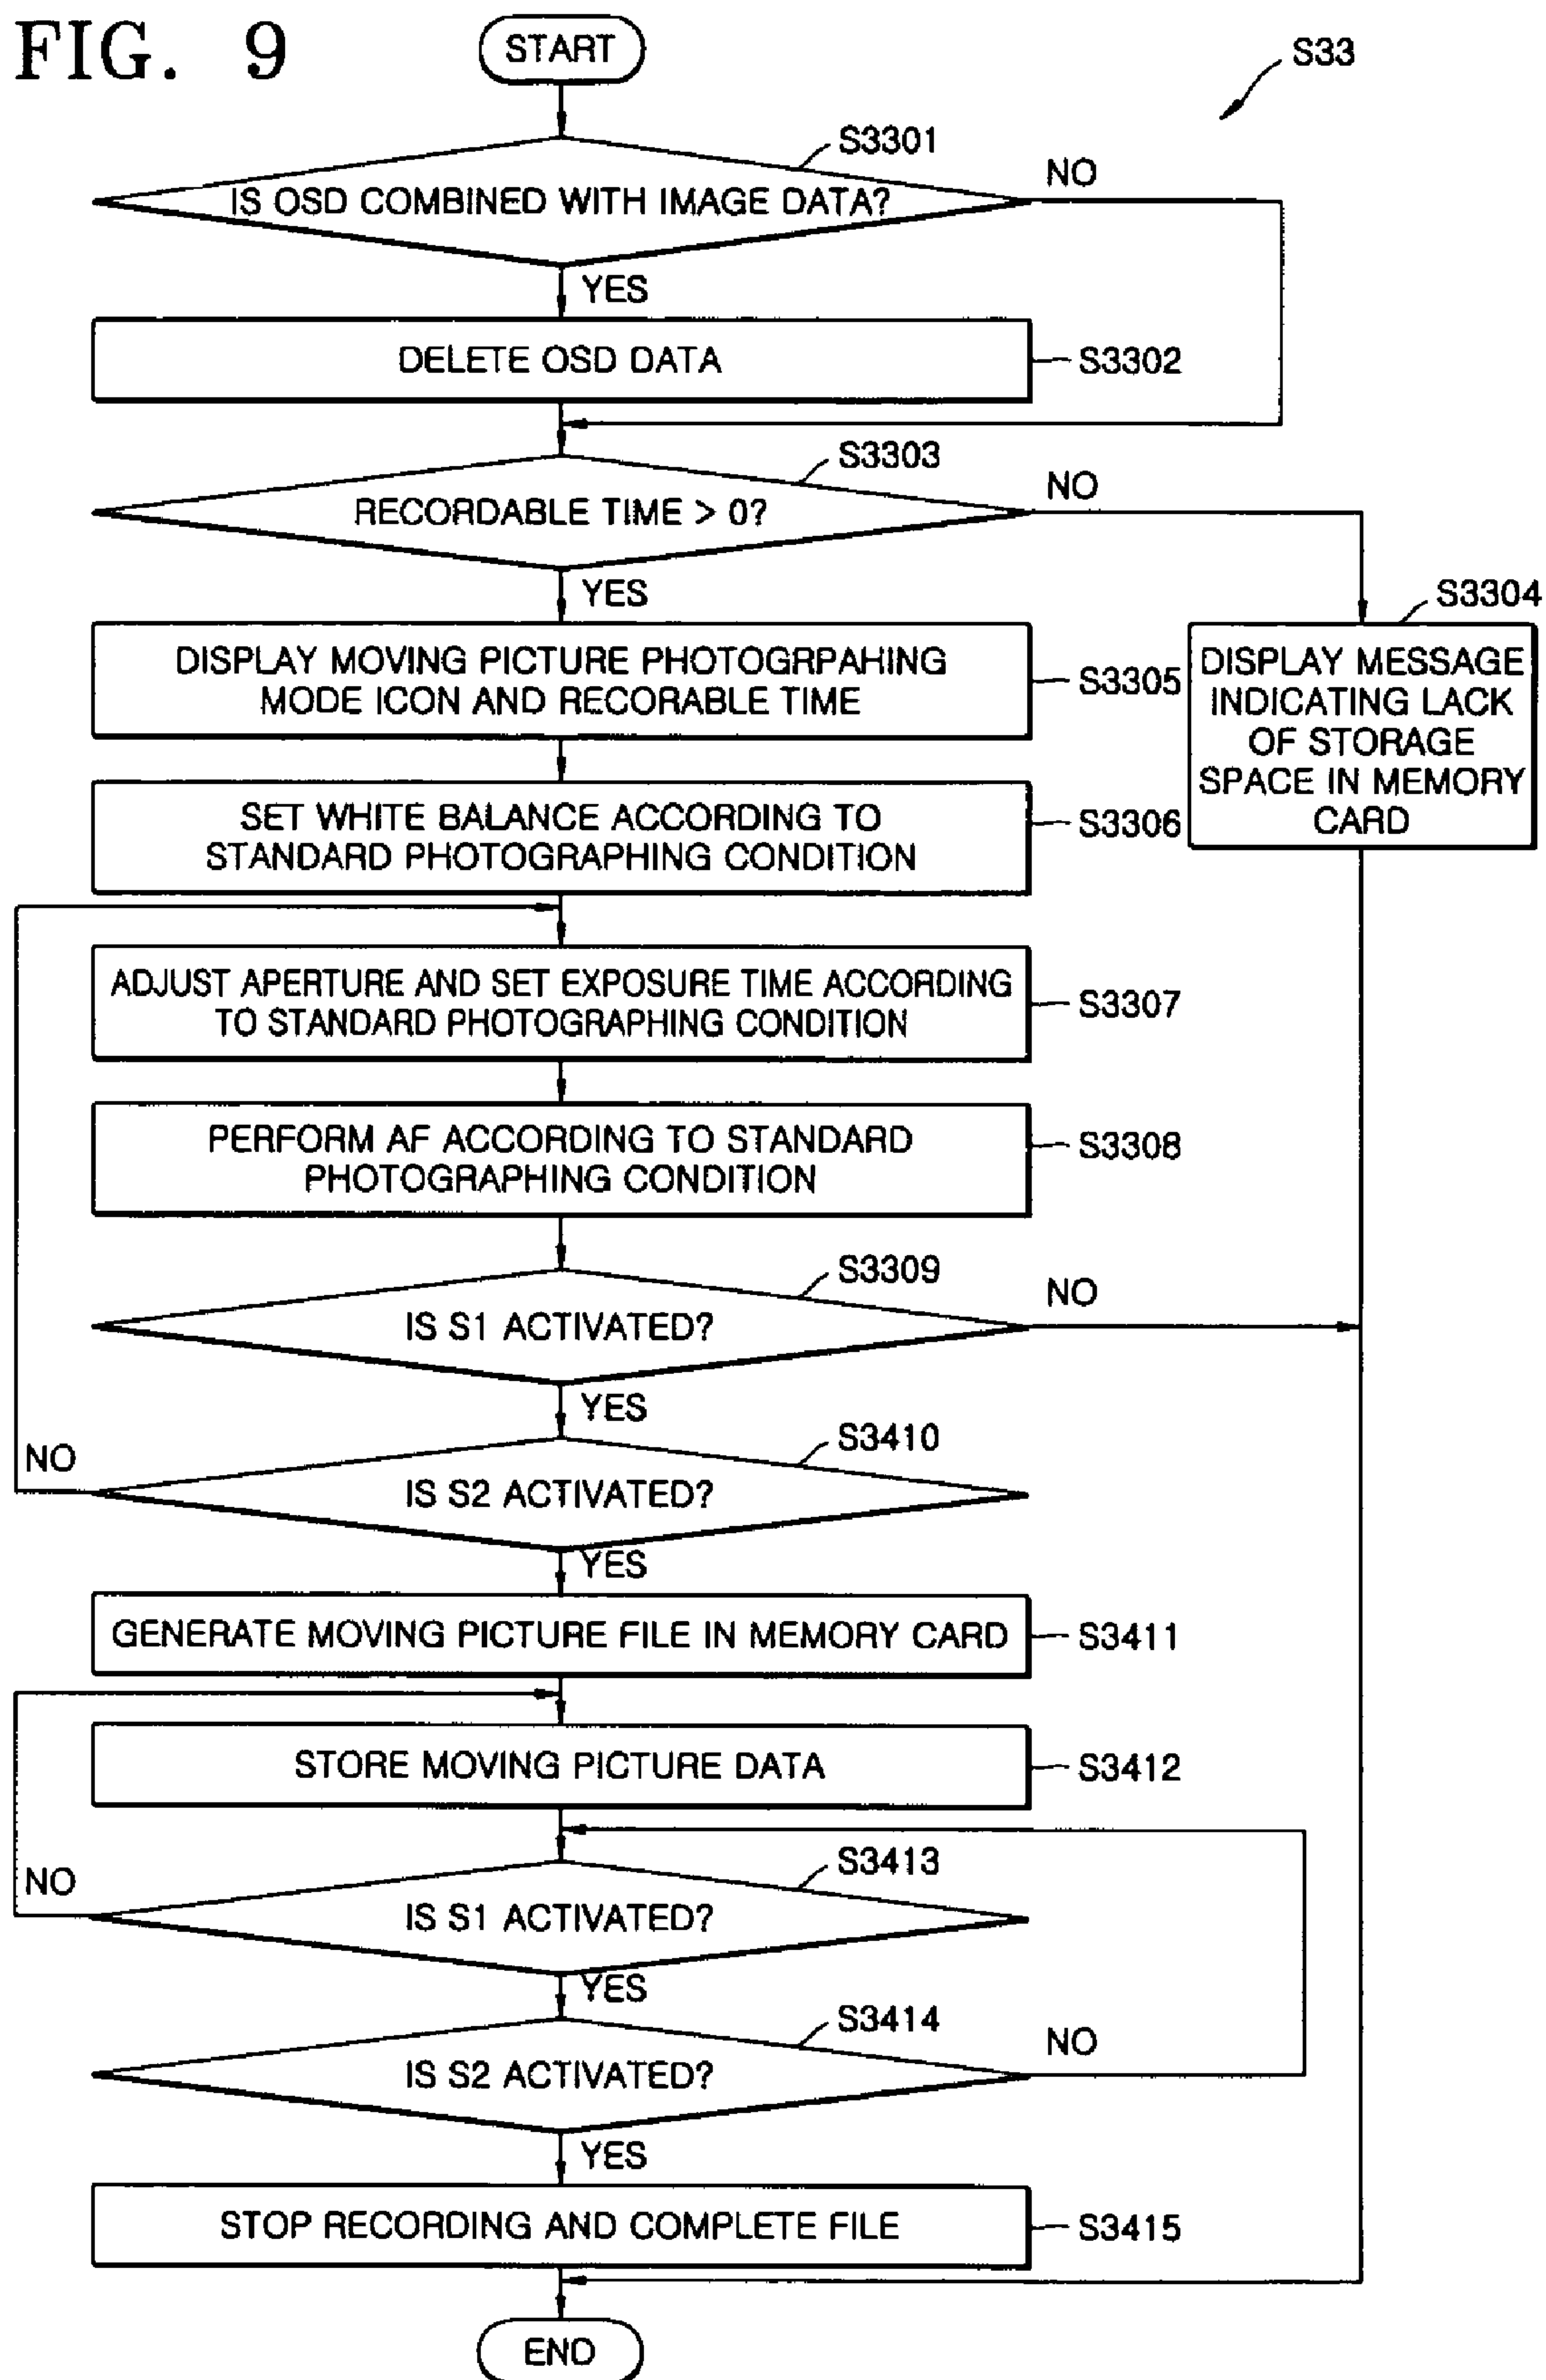 FIG. 9
START
S33
S3301
IS OSD COMBINED WITH IMAGE DATA?
NO
YES
DELETE OSD DATA
S3302
S3303
RECORDABLE TIME > 0?
NO
YES
S3304
DISPLAY MESSAGE
INDICATING LACK
OF STORAGE
SPACE IN MEMORY
CARD
DISPLAY MOVING PICTURE PHOTOGRPAHING
MODE ICON AND RECORABLE TIME
S3305
SET WHITE BALANCE ACCORDING TO
STANDARD PHOTOGRAPHING CONDITION
S3306
ADJUST APERTURE AND SET EXPOSURE TIME ACCORDING
TO STANDARD PHOTOGRAPHING CONDITION
S3307
PERFORM AF ACCORDING TO STANDARD
PHOTOGRAPHING CONDITION
S3308
S3309
IS S1 ACTIVATED?
NO
YES
S3410
NO
IS S2 ACTIVATED?
YES
GENERATE MOVING PICTURE FILE IN MEMORY CARD
S3411
STORE MOVING PICTURE DATA
S3412
S3413
NO
IS S1 ACTIVATED?
YES
S3414
IS S2 ACTIVATED?
NO
YES
STOP RECORDING AND COMPLETE FILE
S3415
END